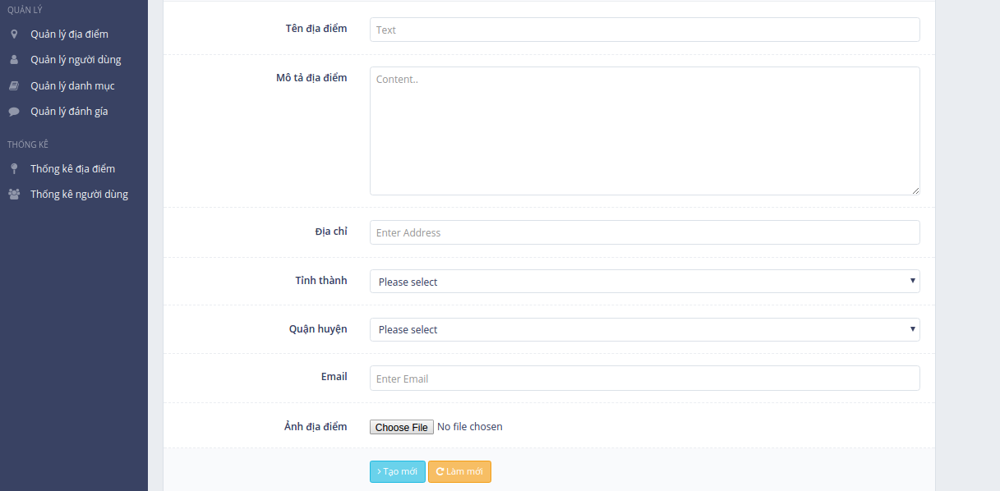 QUẢN LÝ
Quản lý địa điểm
Quản lý người dùng
Quản lý danh mục
Quản lý đánh gía
THỐNG KÊ
Thống kê địa điểm
Thống kê người dùng
Tên địa điểm
Text
Mô tả địa điểm
Content..
Địa chỉ
Enter Address
Tỉnh thành
Please select
Quận huyện
Please select
Email
Enter Email
Ảnh địa điểm
Choose File No file chosen
Tạo mới Làm mới